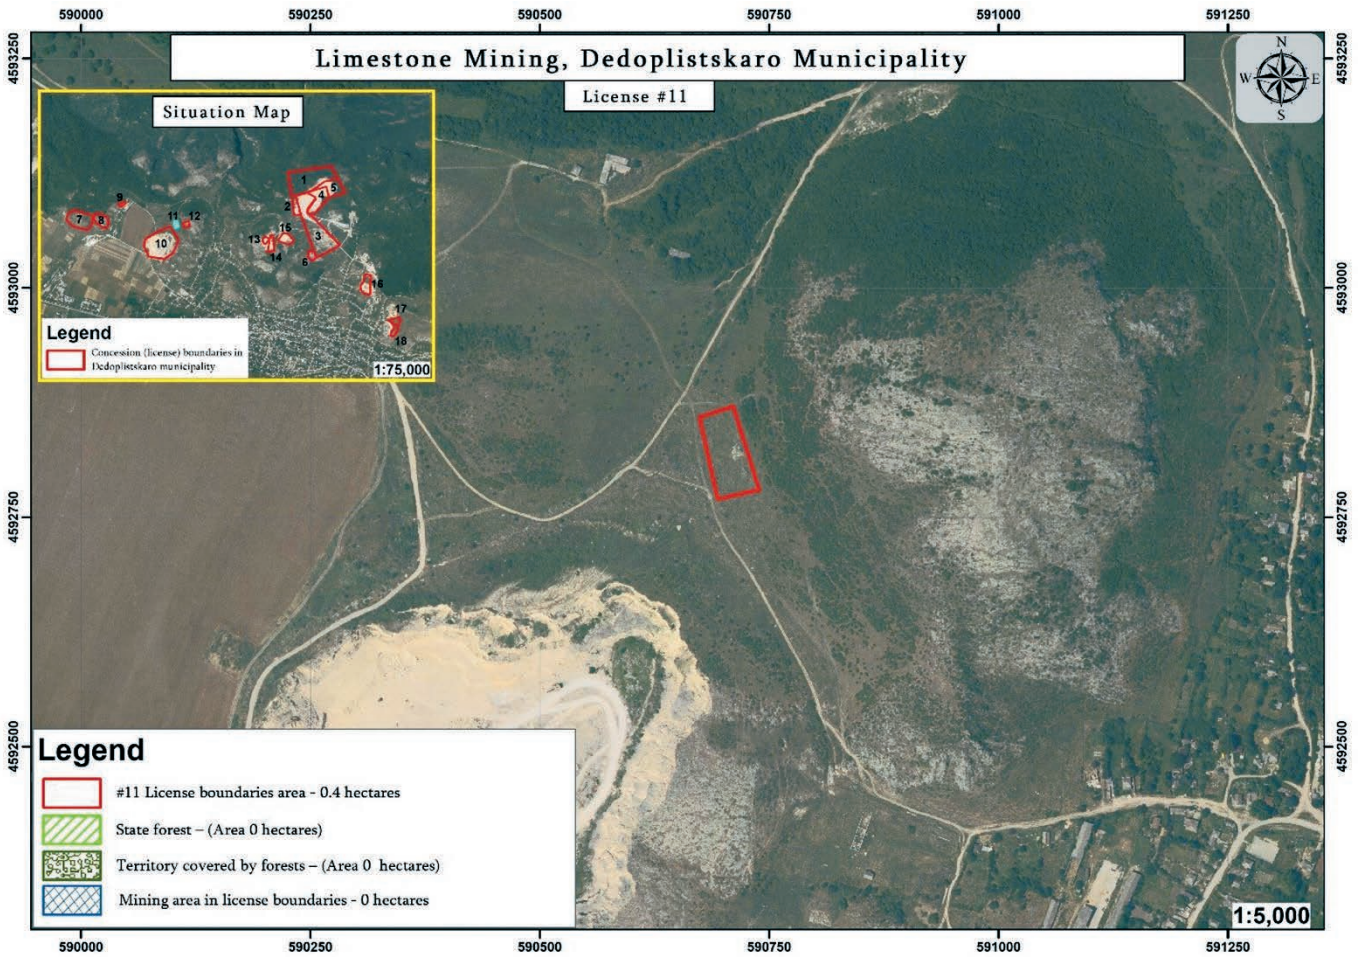 590000 590250 590500 590750 591000 591250
4593250
4593250
Limestone Mining, Dedoplistskaro Municipality
License #11
N
W E
S
Situation Map
1
5
4
2
9
7
8
11
12
10
13
15
3
14
6
16
17
18
Legend
Concession (license) boundaries in
Dedoplistskaro municipality
1:75,000
4593000
4593000
4592750
4592750
4592500
4592500
Legend
#11 License boundaries area - 0.4 hectares
State forest – (Area 0 hectares)
Territory covered by forests – (Area 0 hectares)
Mining area in license boundaries - 0 hectares
1:5,000
590000 590250 590500 590750 591000 591250